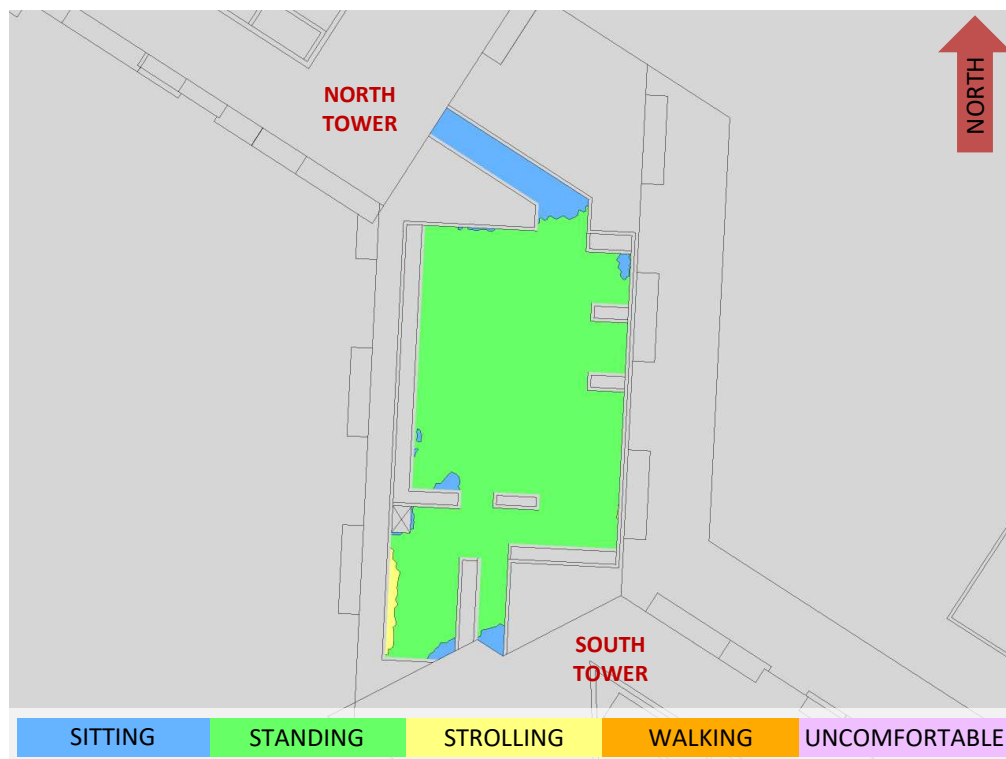 NORTH
NORTH
TOWER
SOUTH
TOWER
SITTING
STANDING
STROLLING
WALKING
UNCOMFORTABLE